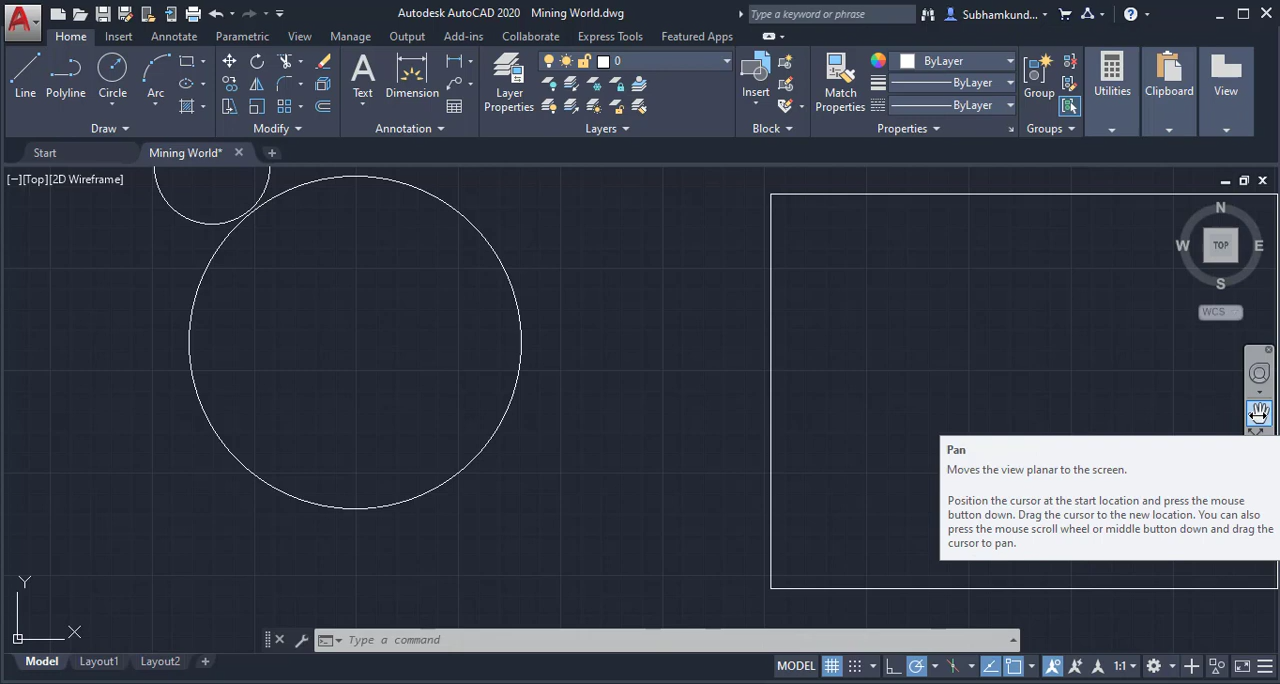 Autodesk AutoCAD 2020 Mining World.dwg
Type a keyword or phrase
Subhamkund...
Home Insert Annotate Parametric View Manage Output Add-ins Collaborate Express Tools Featured Apps
0
ByLayer
ByLayer
ByLayer
Line Polyline Circle Arc
Text Dimension
Layer Properties
Insert
Match Properties
Group
Utilities Clipboard View
Draw Modify Annotation Layers Block Properties Groups
Start Mining World*
[−][Top][2D Wireframe]
N
W TOP E
S
WCS
Pan
Moves the view planar to the screen.
Position the cursor at the start location and press the mouse
button down. Drag the cursor to the new location. You can also
press the mouse scroll wheel or middle button down and drag the
cursor to pan.
Y
X
Type a command
Model Layout1 Layout2
MODEL 1:1